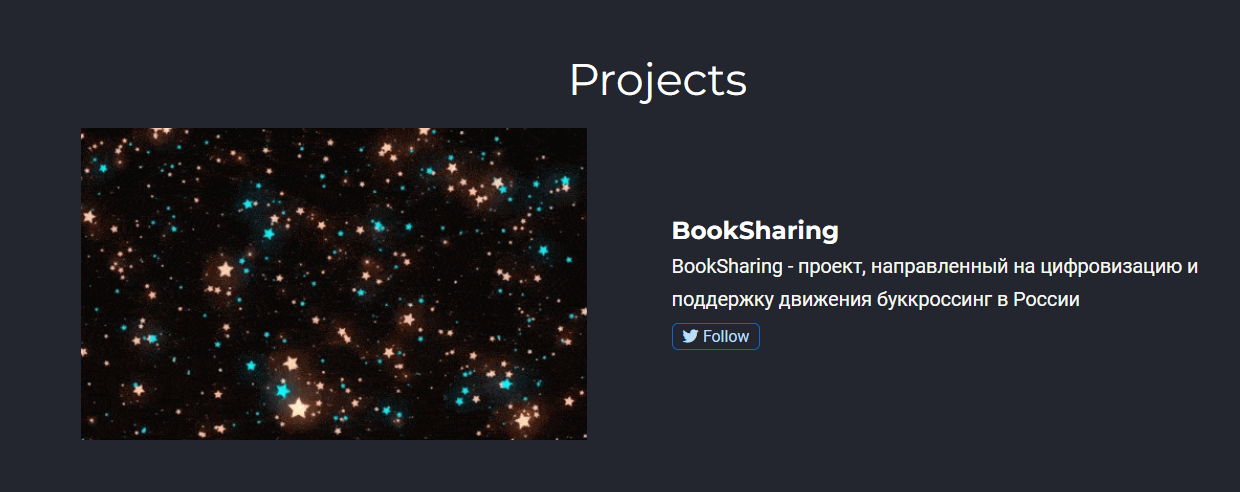 Projects
BookSharing
BookSharing - проект, направленный на цифровизацию и
поддержку движения буккроссинг в России
Follow